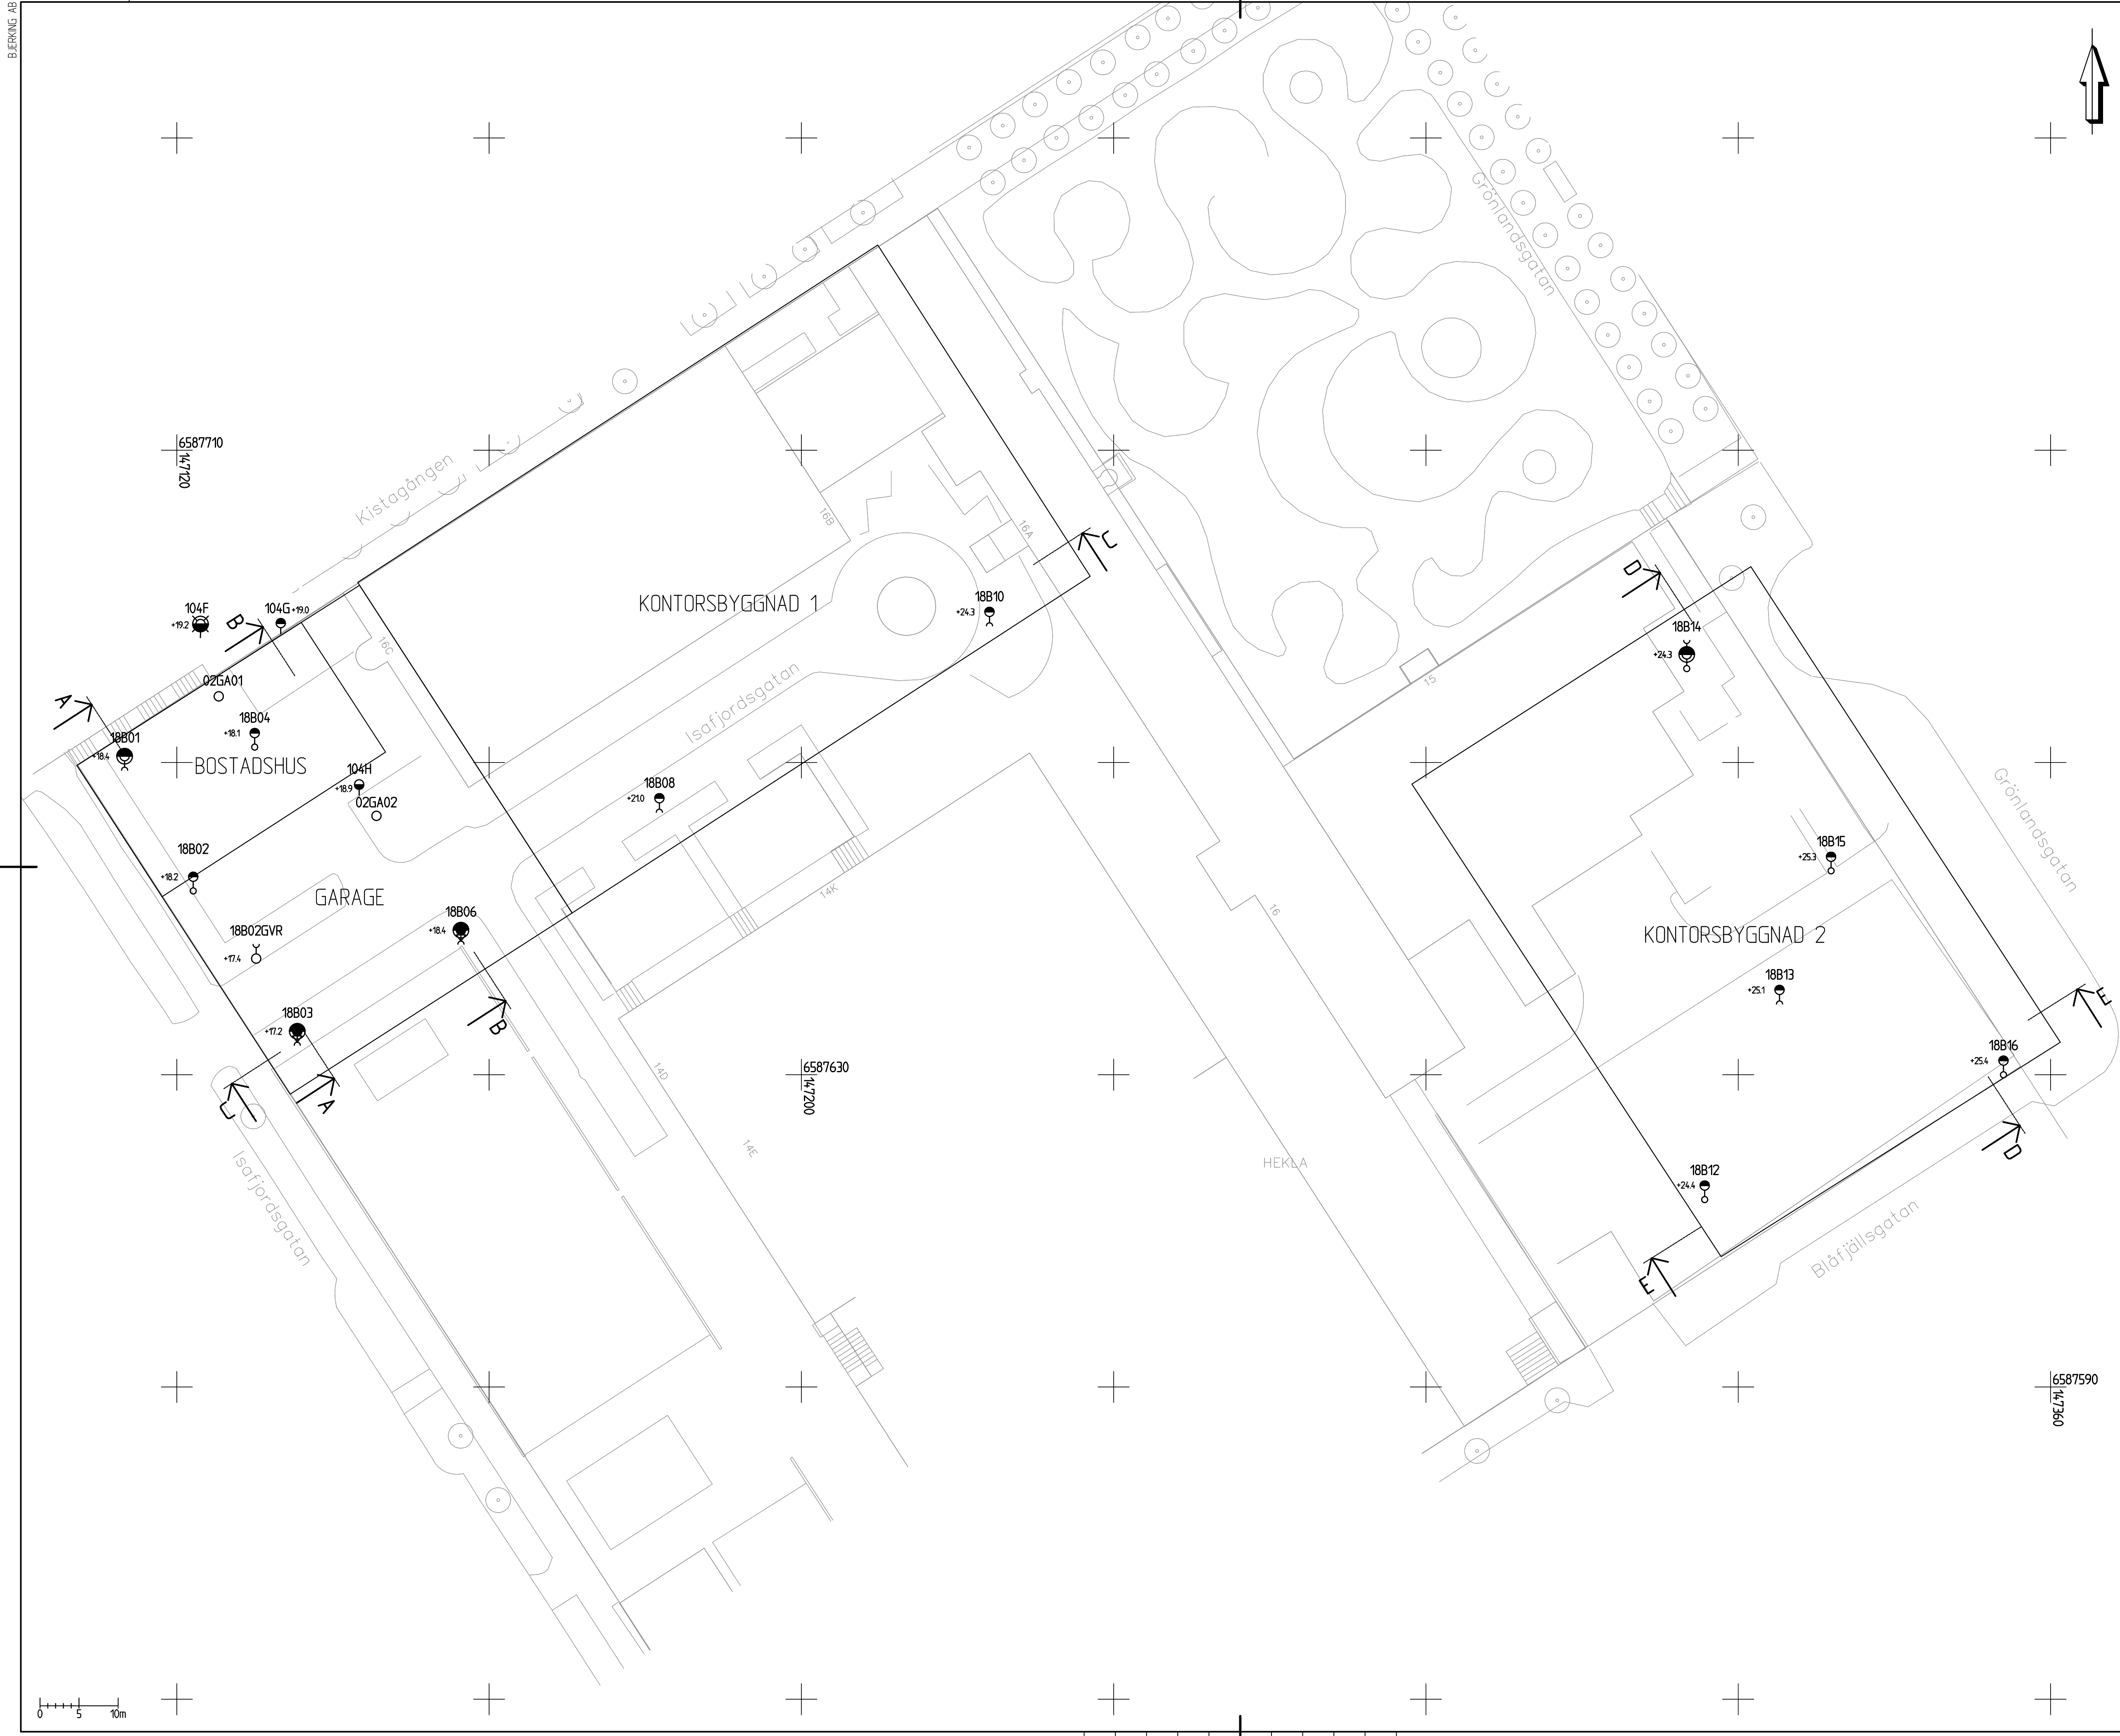 BJERKING AB
Grönlandsgatan
6587710
147120
Kistagången
16B
16A
C
D
104F
+19.2
B
104G
+19.0
16C
KONTORSBYGGNAD 1
18B10
+24.3
18B14
+24.3
02GA01
A
18B04
+18.1
18B01
+18.4
BOSTADSHUS
Isafjordsgatan
15
104H
+18.9
02GA02
18B08
+21.0
Grönlandsgatan
18B02
+18.2
GARAGE
14K
16
18B15
+25.3
18B06
+18.4
18B02GVR
+17.4
KONTORSBYGGNAD 2
18B13
+25.1
E
18B03
+17.2
B
14D
6587630
147200
18B16
+25.4
C
A
14E
HEKLA
D
18B12
+24.4
Isafjordsgatan
Blåfjällsgatan
E
6587590
147360
0 5 10m